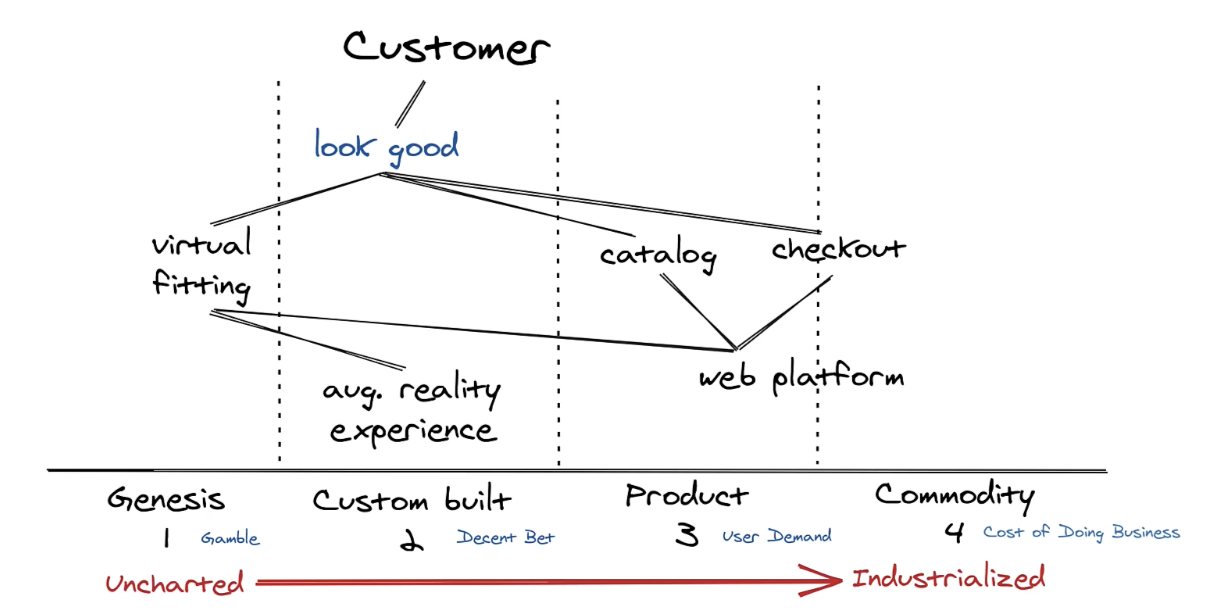 Customer
look good
virtual
fitting
catalog
checkout
aug. reality
experience
web platform
Genesis
Custom built
Product
Commodity
1 Gamble
2 Decent Bet
3 User Demand
4 Cost of Doing Business
Uncharted
Industrialized